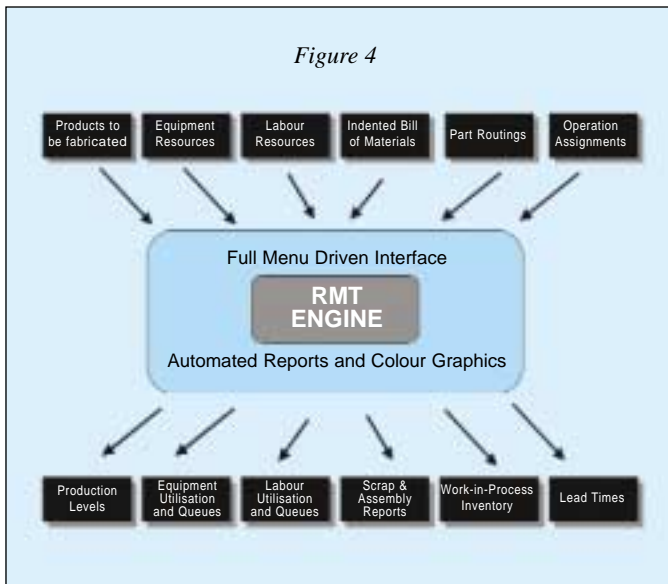 Figure 4
Products to
be fabricated
Equipment
Resources
Labour
Resources
Indented Bill
of Materials
Part Routings
Operation
Assignments
Full Menu Driven Interface
RMT
ENGINE
Automated Reports and Colour Graphics
Production
Levels
Equipment
Utilisation
and Queues
Labour
Utilisation
and Queues
Scrap &
Assembly
Reports
Work-in-Process
Inventory
Lead Times